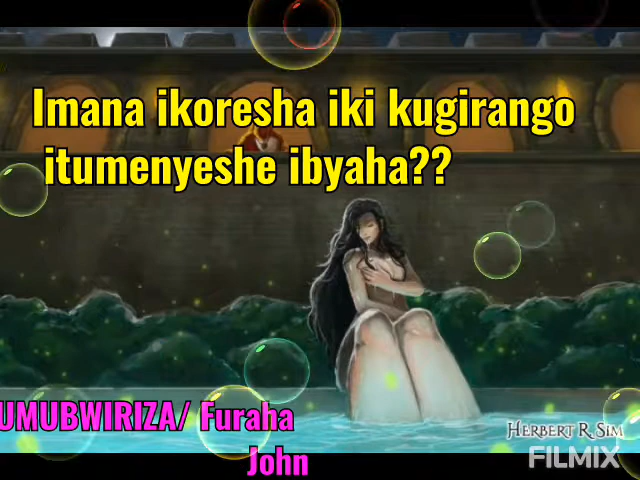 Imana ikoresha iki kugirango
itumenyeshe ibyaha??
UMUBWIRIZA/ Furaha
John
HERBERT R. SIM
FILMIX